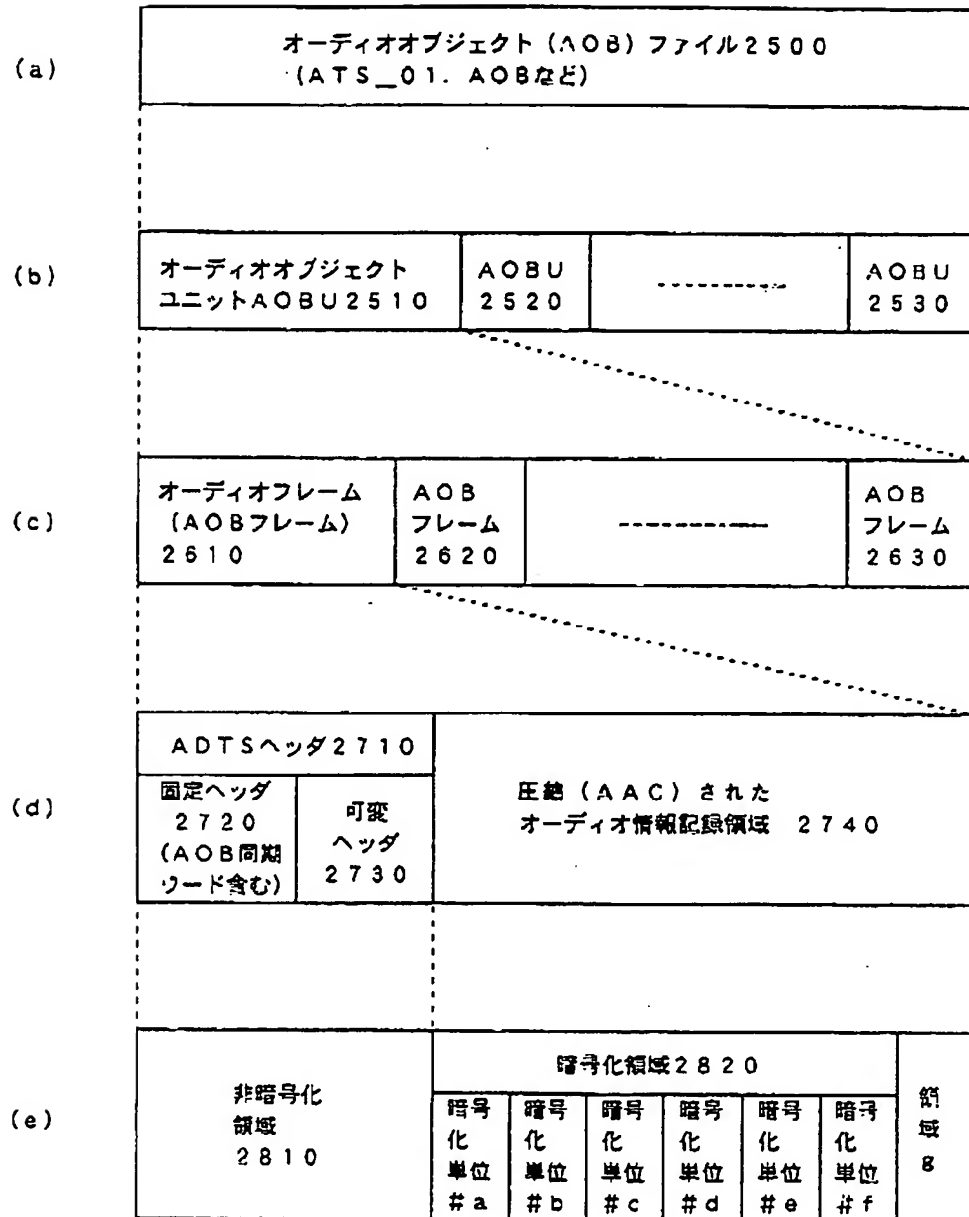 (a)
オーディオオブジェクト(AOB)ファイル2500
(ATS_01.AOBなど)
(b)
オーディオオブジェクト
ユニットAOBU2510
AOBU
2520
AOBU
2530
(c)
オーディオフレーム
(AOBフレーム)
2610
AOB
フレーム
2620
AOB
フレーム
2630
(d)
ADTSヘッダ2710
固定ヘッダ
2720
(AOB同期
ワード含む)
可変
ヘッダ
2730
圧縮(AAC)された
オーディオ情報記録領域 2740
(e)
非暗号化
領域
2810
暗号化領域2820
暗号
化
単位
#a
暗号
化
単位
#b
暗号
化
単位
#c
暗号
化
単位
#d
暗号
化
単位
#e
暗号
化
単位
#f
領
域
g